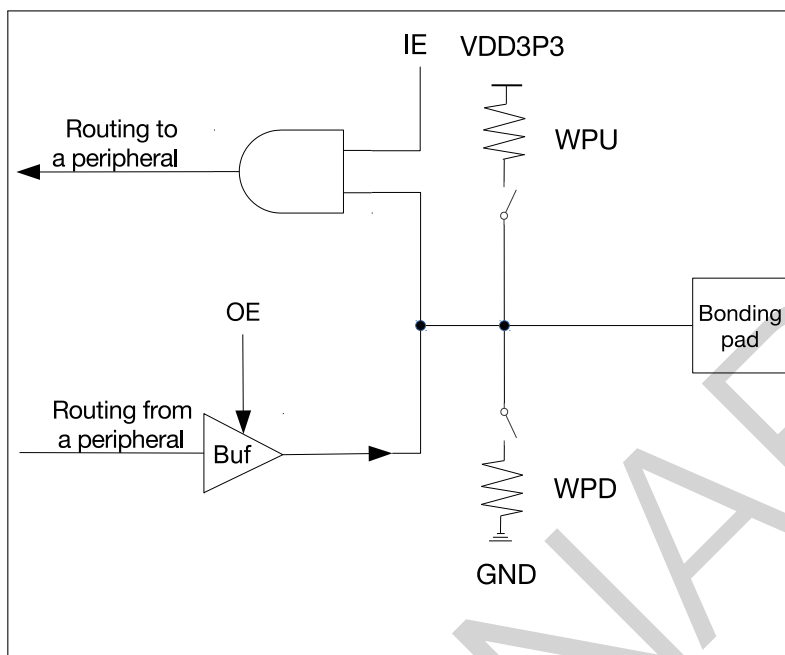 IE
VDD3P3
Routing to
a peripheral
WPU
OE
Bonding
pad
Routing from
a peripheral
Buf
WPD
GND